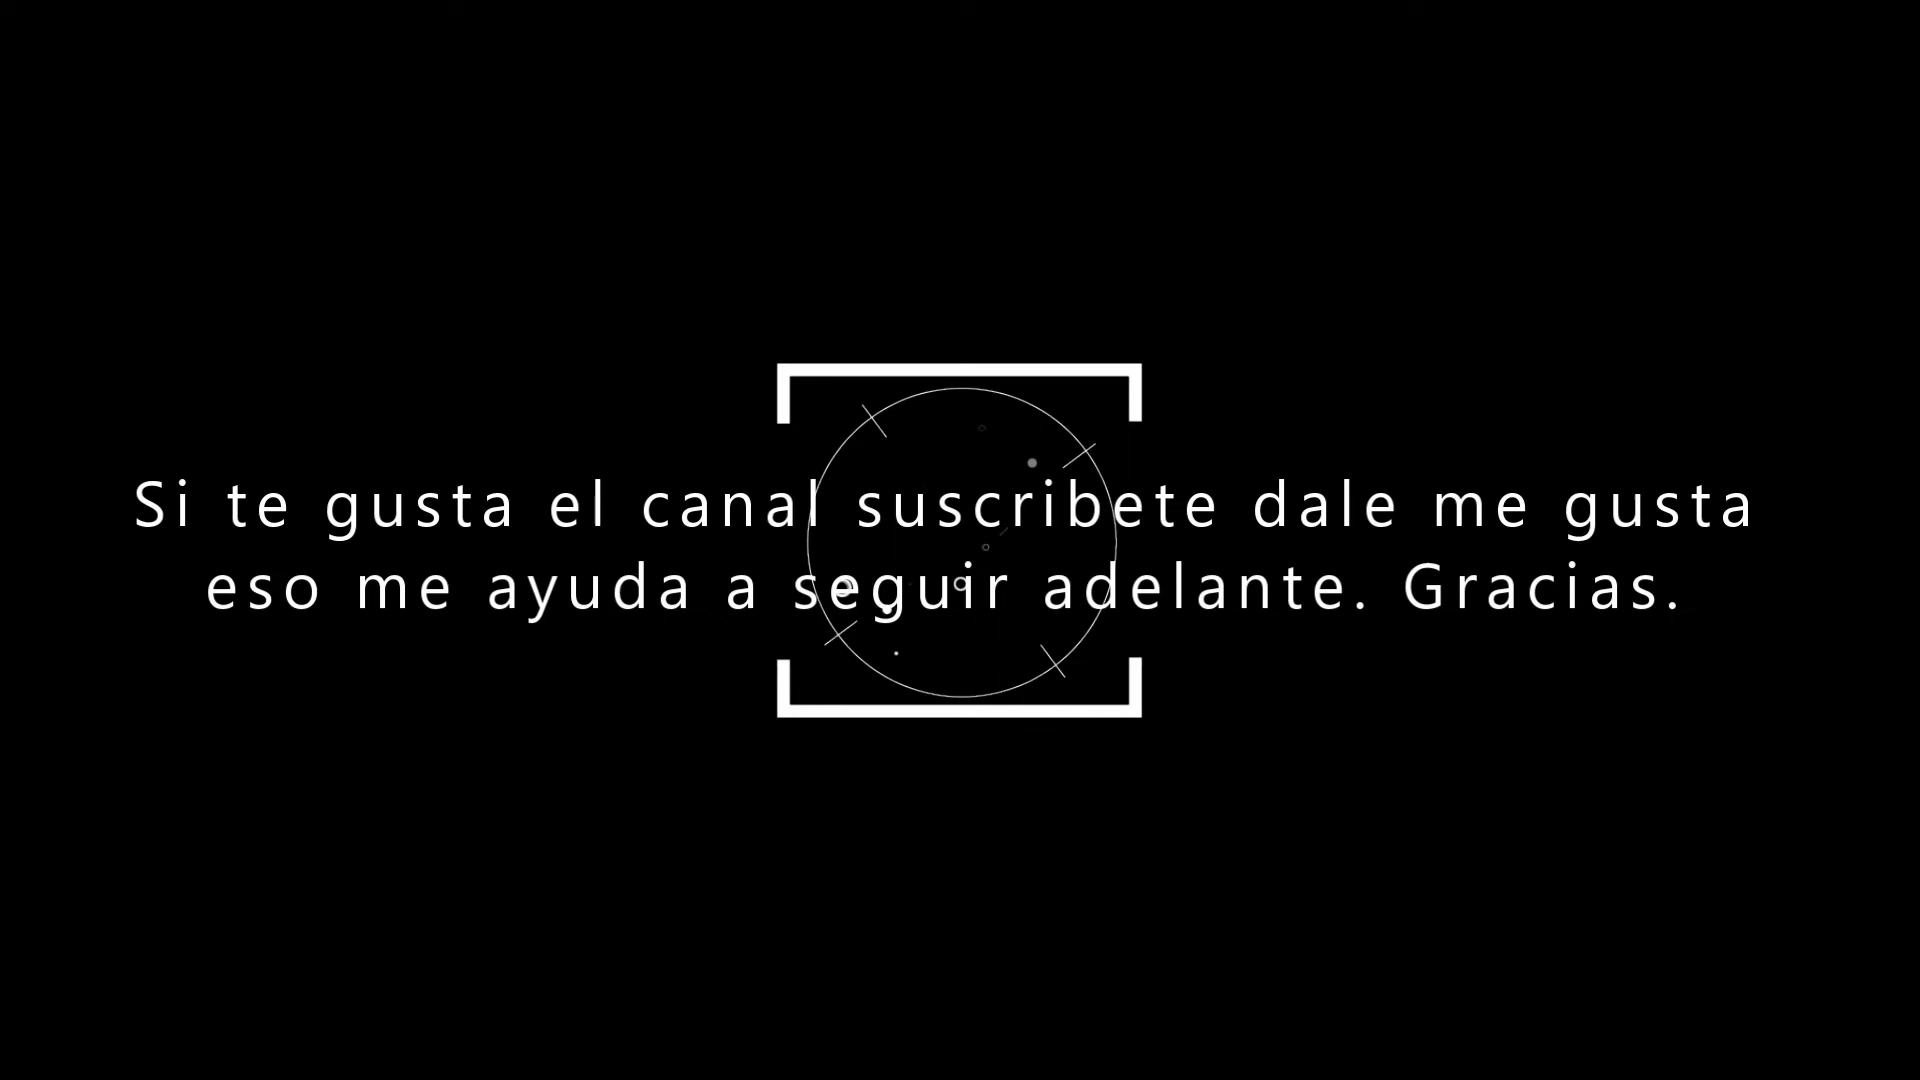 Si te gusta el canal suscribete dale me gusta
eso me ayuda a seguir adelante. Gracias.